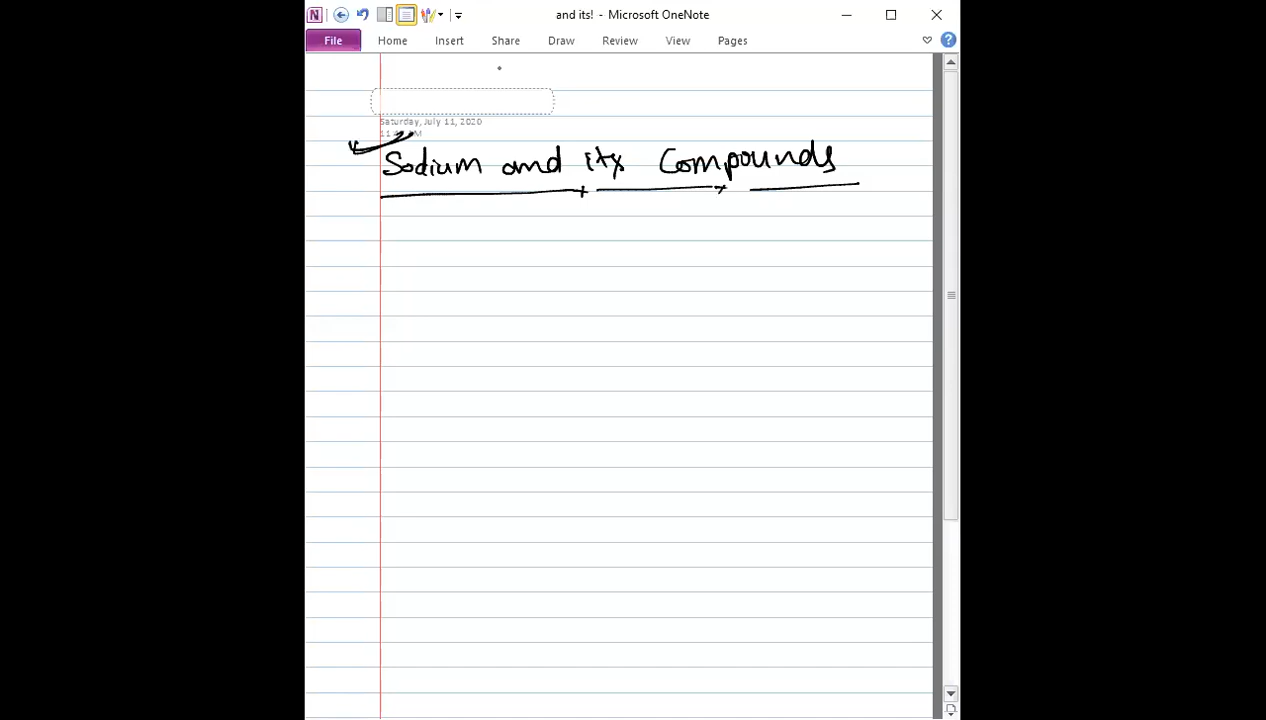 and its! - Microsoft OneNote
File Home Insert Share Draw Review View Pages
Saturday, July 11, 2020
Sodium and its Compounds